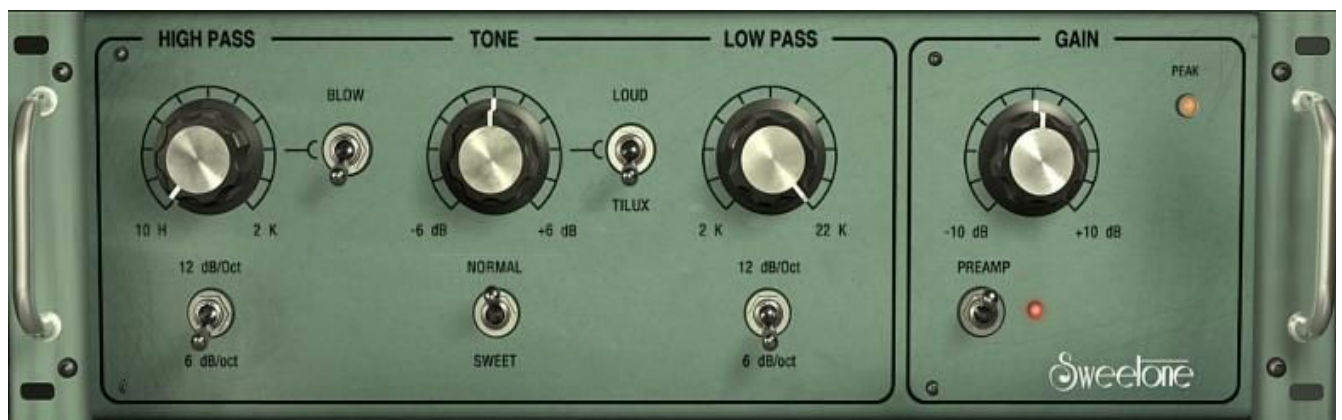 HIGH PASS TONE LOW PASS GAIN
PEAK
BLOW LOUD
TILUX
10 H 2 K -6 dB +6 dB 2 K 22 K -10 dB +10 dB
12 dB/Oct NORMAL 12 dB/Oct PREAMP
6 dB/oct SWEET 6 dB/oct
Sweetone